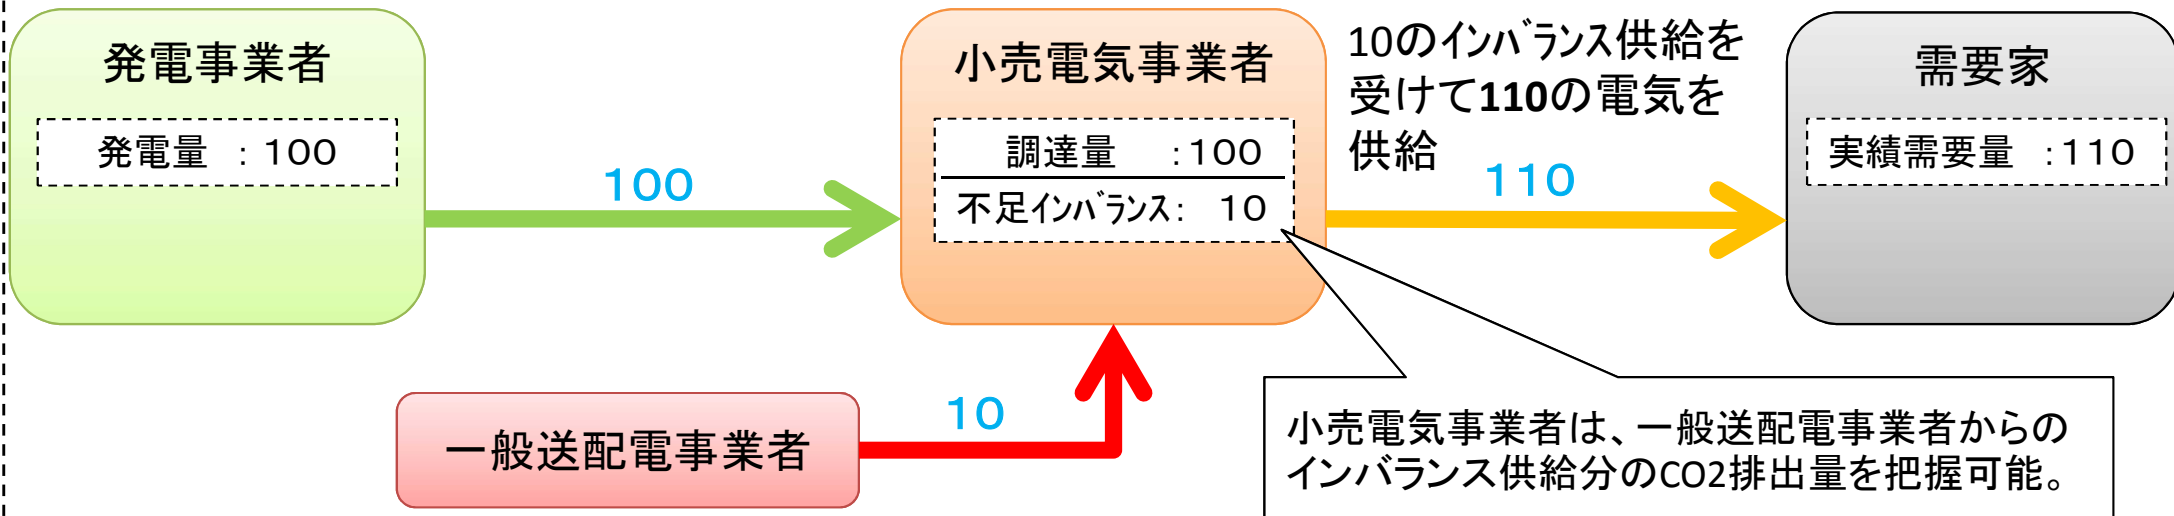 発電事業者
発電量 ：100
100
小売電気事業者
調達量 ：100
不足インバランス： 10
10のインバランス供給を
受けて110の電気を
供給
110
需要家
実績需要量 ：110
一般送配電事業者
10
小売電気事業者は、一般送配電事業者からの
インバランス供給分のCO2排出量を把握可能。